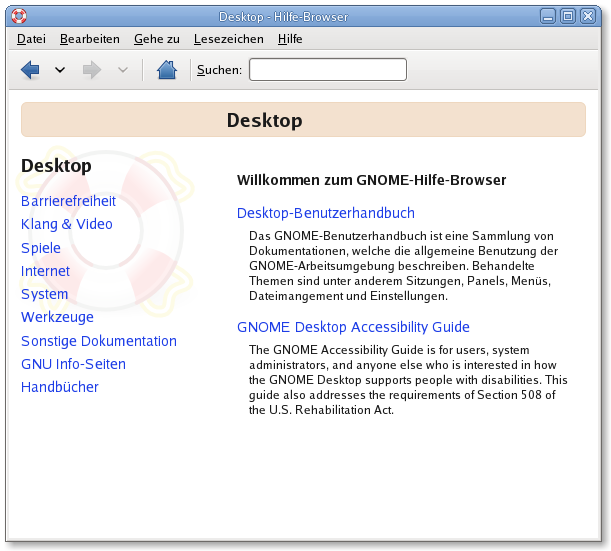 Desktop - Hilfe-Browser
Datei Bearbeiten Gehe zu Lesezeichen Hilfe
Suchen:
Desktop
Desktop
Barrierefreiheit
Klang & Video
Spiele
Internet
System
Werkzeuge
Sonstige Dokumentation
GNU Info-Seiten
Handbücher
Willkommen zum GNOME-Hilfe-Browser
Desktop-Benutzerhandbuch
Das GNOME-Benutzerhandbuch ist eine Sammlung von
Dokumentationen, welche die allgemeine Benutzung der
GNOME-Arbeitsumgebung beschreiben. Behandelte
Themen sind unter anderem Sitzungen, Panels, Menüs,
Dateimangement und Einstellungen.
GNOME Desktop Accessibility Guide
The GNOME Accessibility Guide is for users, system
administrators, and anyone else who is interested in how
the GNOME Desktop supports people with disabilities. This
guide also addresses the requirements of Section 508 of
the U.S. Rehabilitation Act.